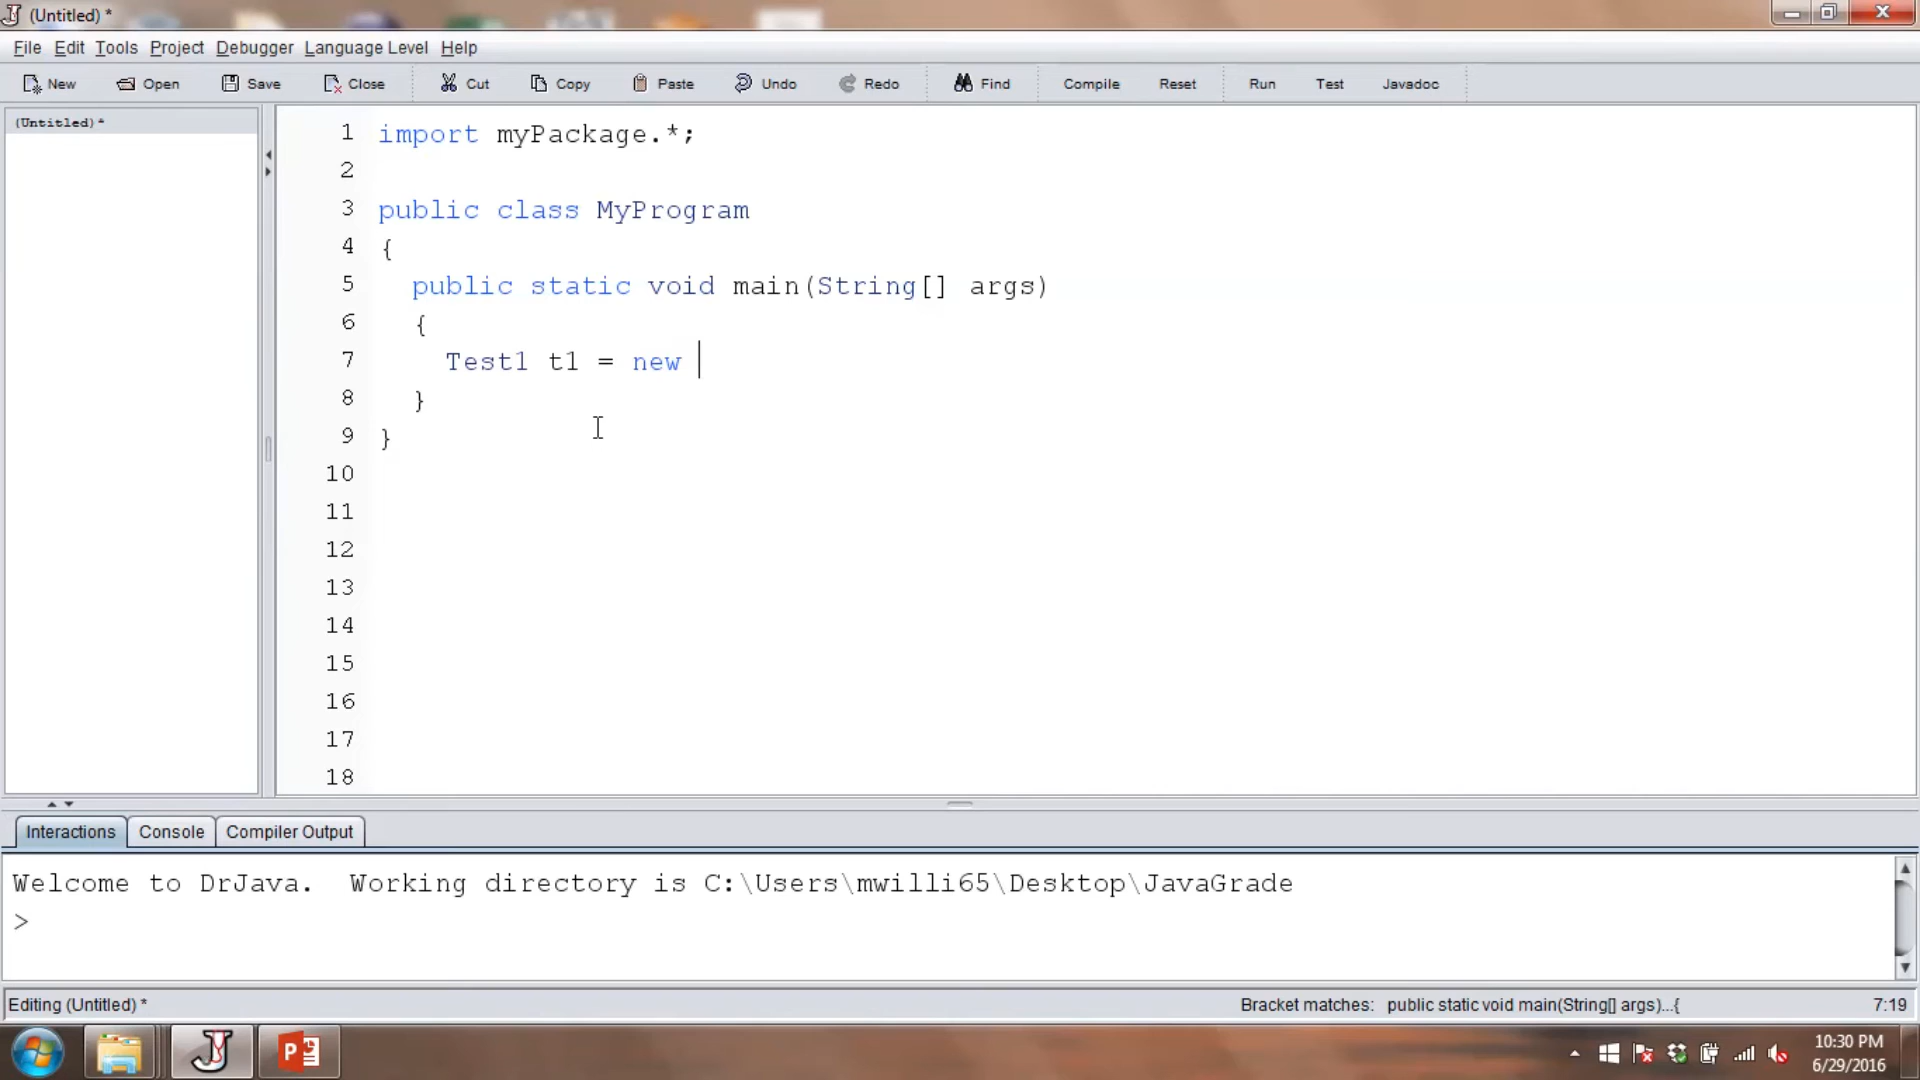 (Untitled) *
File Edit Tools Project Debugger Language Level Help
New Open Save Close Cut Copy Paste Undo Redo Find Compile Reset Run Test Javadoc
(Untitled)*
1 import myPackage.*;
2
3 public class MyProgram
4 {
5 public static void main(String[] args)
6 {
7 Test1 t1 = new
8 }
9 }
10
11
12
13
14
15
16
17
18
Interactions Console Compiler Output
Welcome to DrJava. Working directory is C:\Users\mwilli65\Desktop\JavaGrade
>
Editing (Untitled) * Bracket matches: public static void main(String[] args)...{ 7:19
10:30 PM
6/29/2016